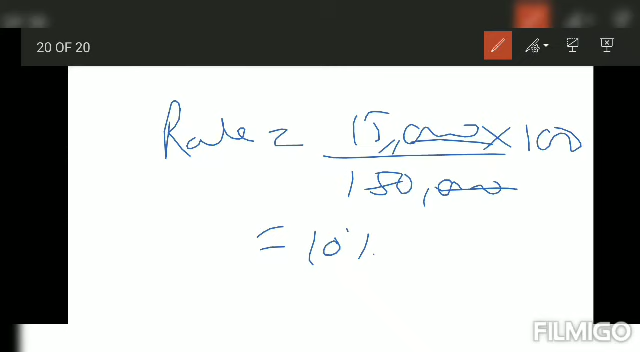 20 OF 20
Rate = 15,000 × 100
150,000
= 10%
FILMIGO